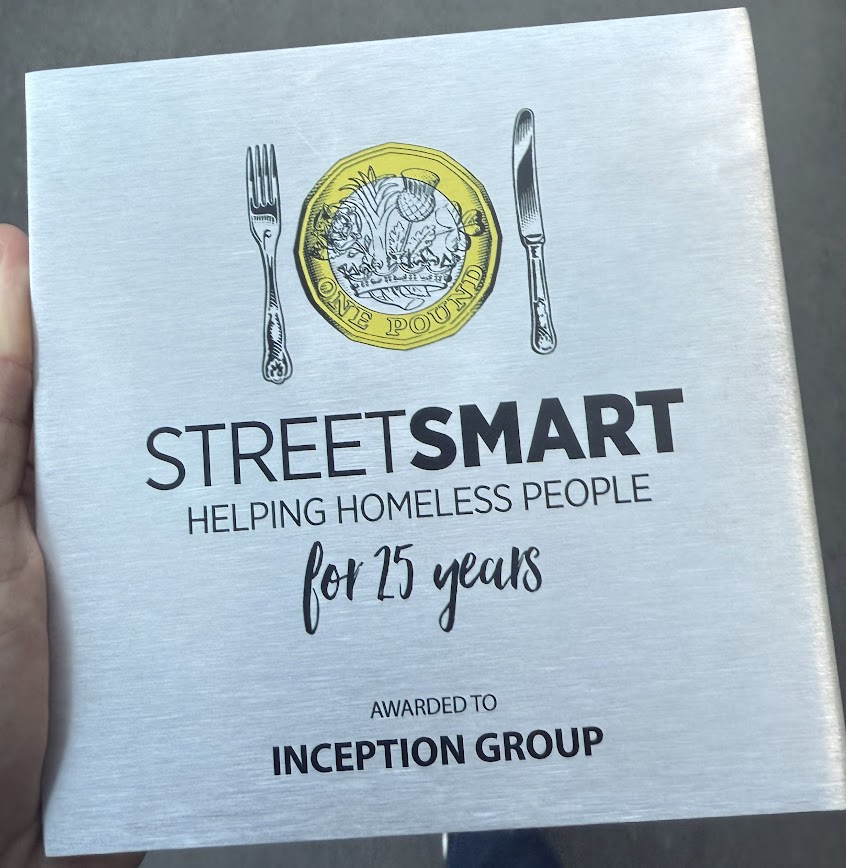 ONE POUND
STREETSMART
HELPING HOMELESS PEOPLE
for 25 years
AWARDED TO
INCEPTION GROUP